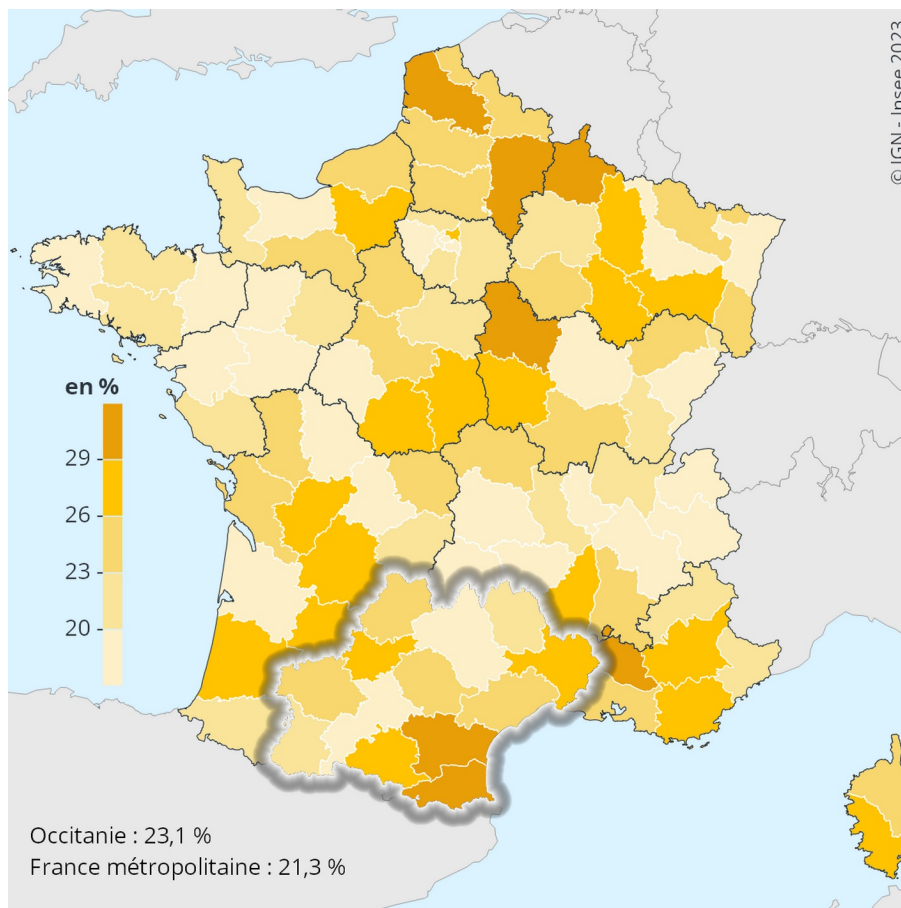 © IGN - Insee 2023
en %
29
26
23
20
Occitanie : 23,1 %
France métropolitaine : 21,3 %